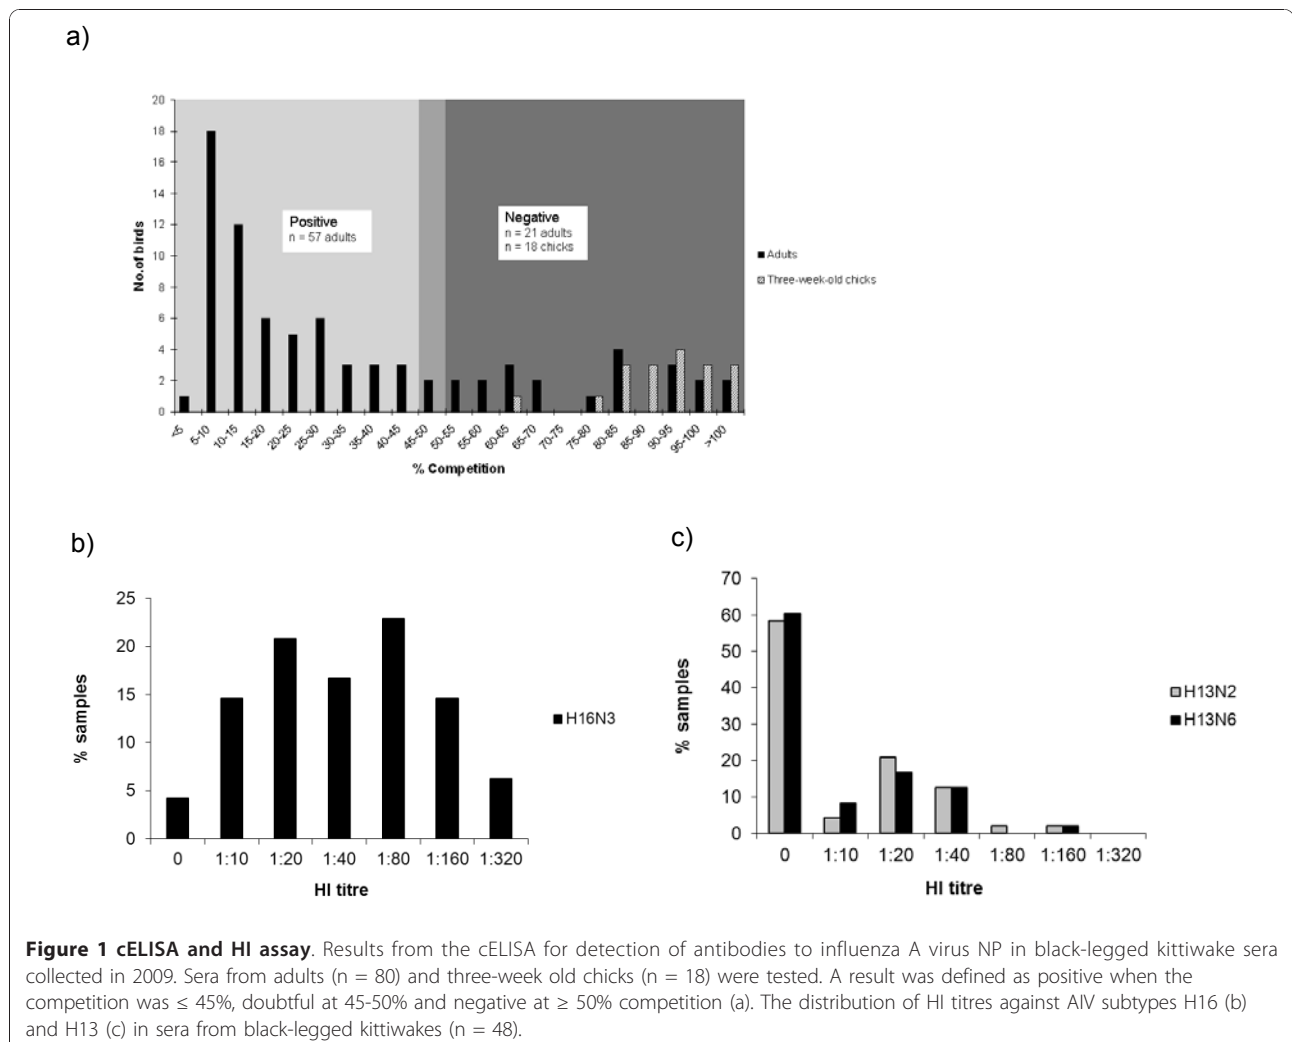 a)
20
18
16
14
12
10
8
6
4
2
0
No.of birds
Positive
n = 57 adults
Negative
n = 21 adults
n = 18 chicks
Adults
Three-week-old chicks
<5
5-10
10-15
15-20
20-25
25-30
30-35
35-40
40-45
45-50
50-55
55-60
60-65
65-70
70-75
75-80
80-85
85-90
90-95
95-100
>100
% Competition
b)
25
20
15
10
5
0
% samples
H16N3
0 1:10 1:20 1:40 1:80 1:160 1:320
HI titre
c)
70
60
50
40
30
20
10
0
% samples
H13N2
H13N6
0 1:10 1:20 1:40 1:80 1:160 1:320
HI titre
Figure 1 cELISA and HI assay. Results from the cELISA for detection of antibodies to influenza A virus NP in black-legged kittiwake sera
collected in 2009. Sera from adults (n = 80) and three-week old chicks (n = 18) were tested. A result was defined as positive when the
competition was ≤ 45%, doubtful at 45-50% and negative at ≥ 50% competition (a). The distribution of HI titres against AIV subtypes H16 (b)
and H13 (c) in sera from black-legged kittiwakes (n = 48).